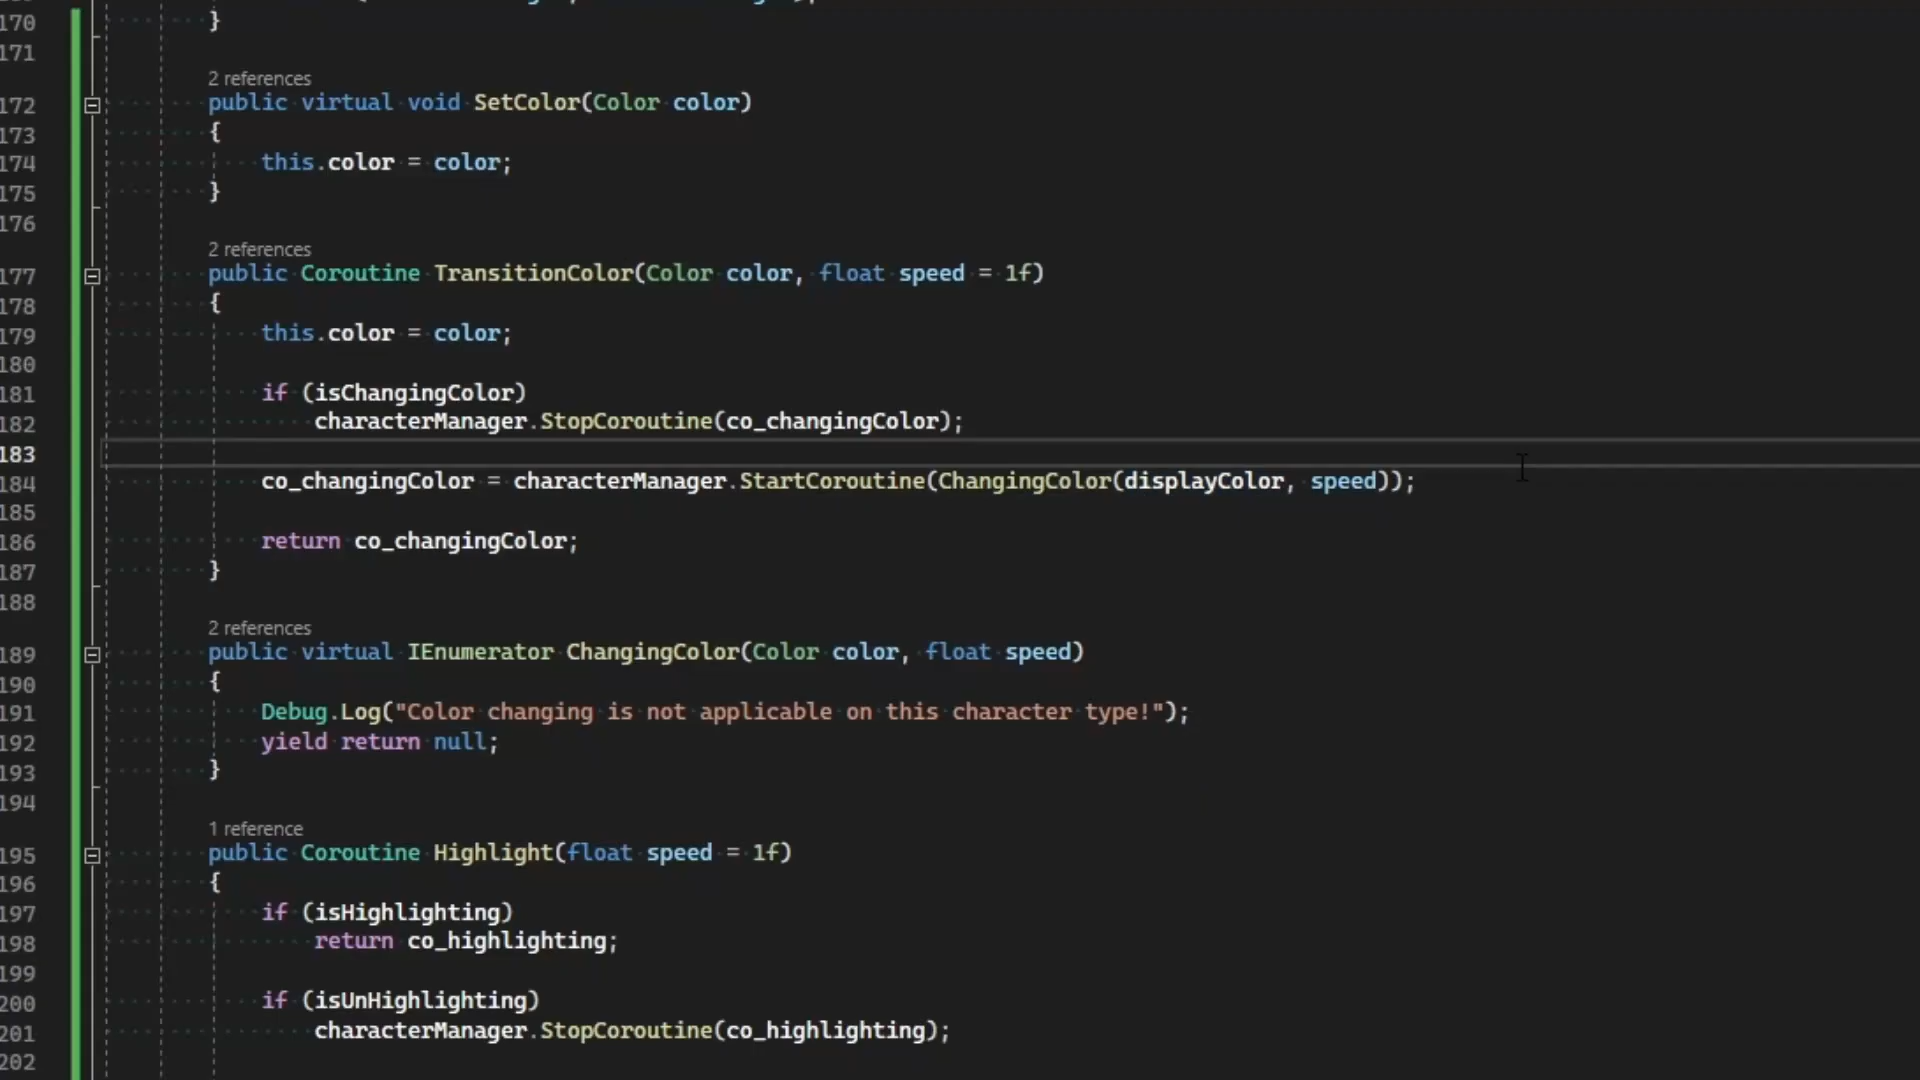 170 }
171
2 references
172 public virtual void SetColor(Color color)
173 {
174 this.color = color;
175 }
176
2 references
177 public Coroutine TransitionColor(Color color, float speed = 1f)
178 {
179 this.color = color;
180
181 if (isChangingColor)
182 characterManager.StopCoroutine(co_changingColor);
183
184 co_changingColor = characterManager.StartCoroutine(ChangingColor(displayColor, speed));
185
186 return co_changingColor;
187 }
188
2 references
189 public virtual IEnumerator ChangingColor(Color color, float speed)
190 {
191 Debug.Log("Color changing is not applicable on this character type!");
192 yield return null;
193 }
194
1 reference
195 public Coroutine Highlight(float speed = 1f)
196 {
197 if (isHighlighting)
198 return co_highlighting;
199
200 if (isUnHighlighting)
201 characterManager.StopCoroutine(co_highlighting);
202